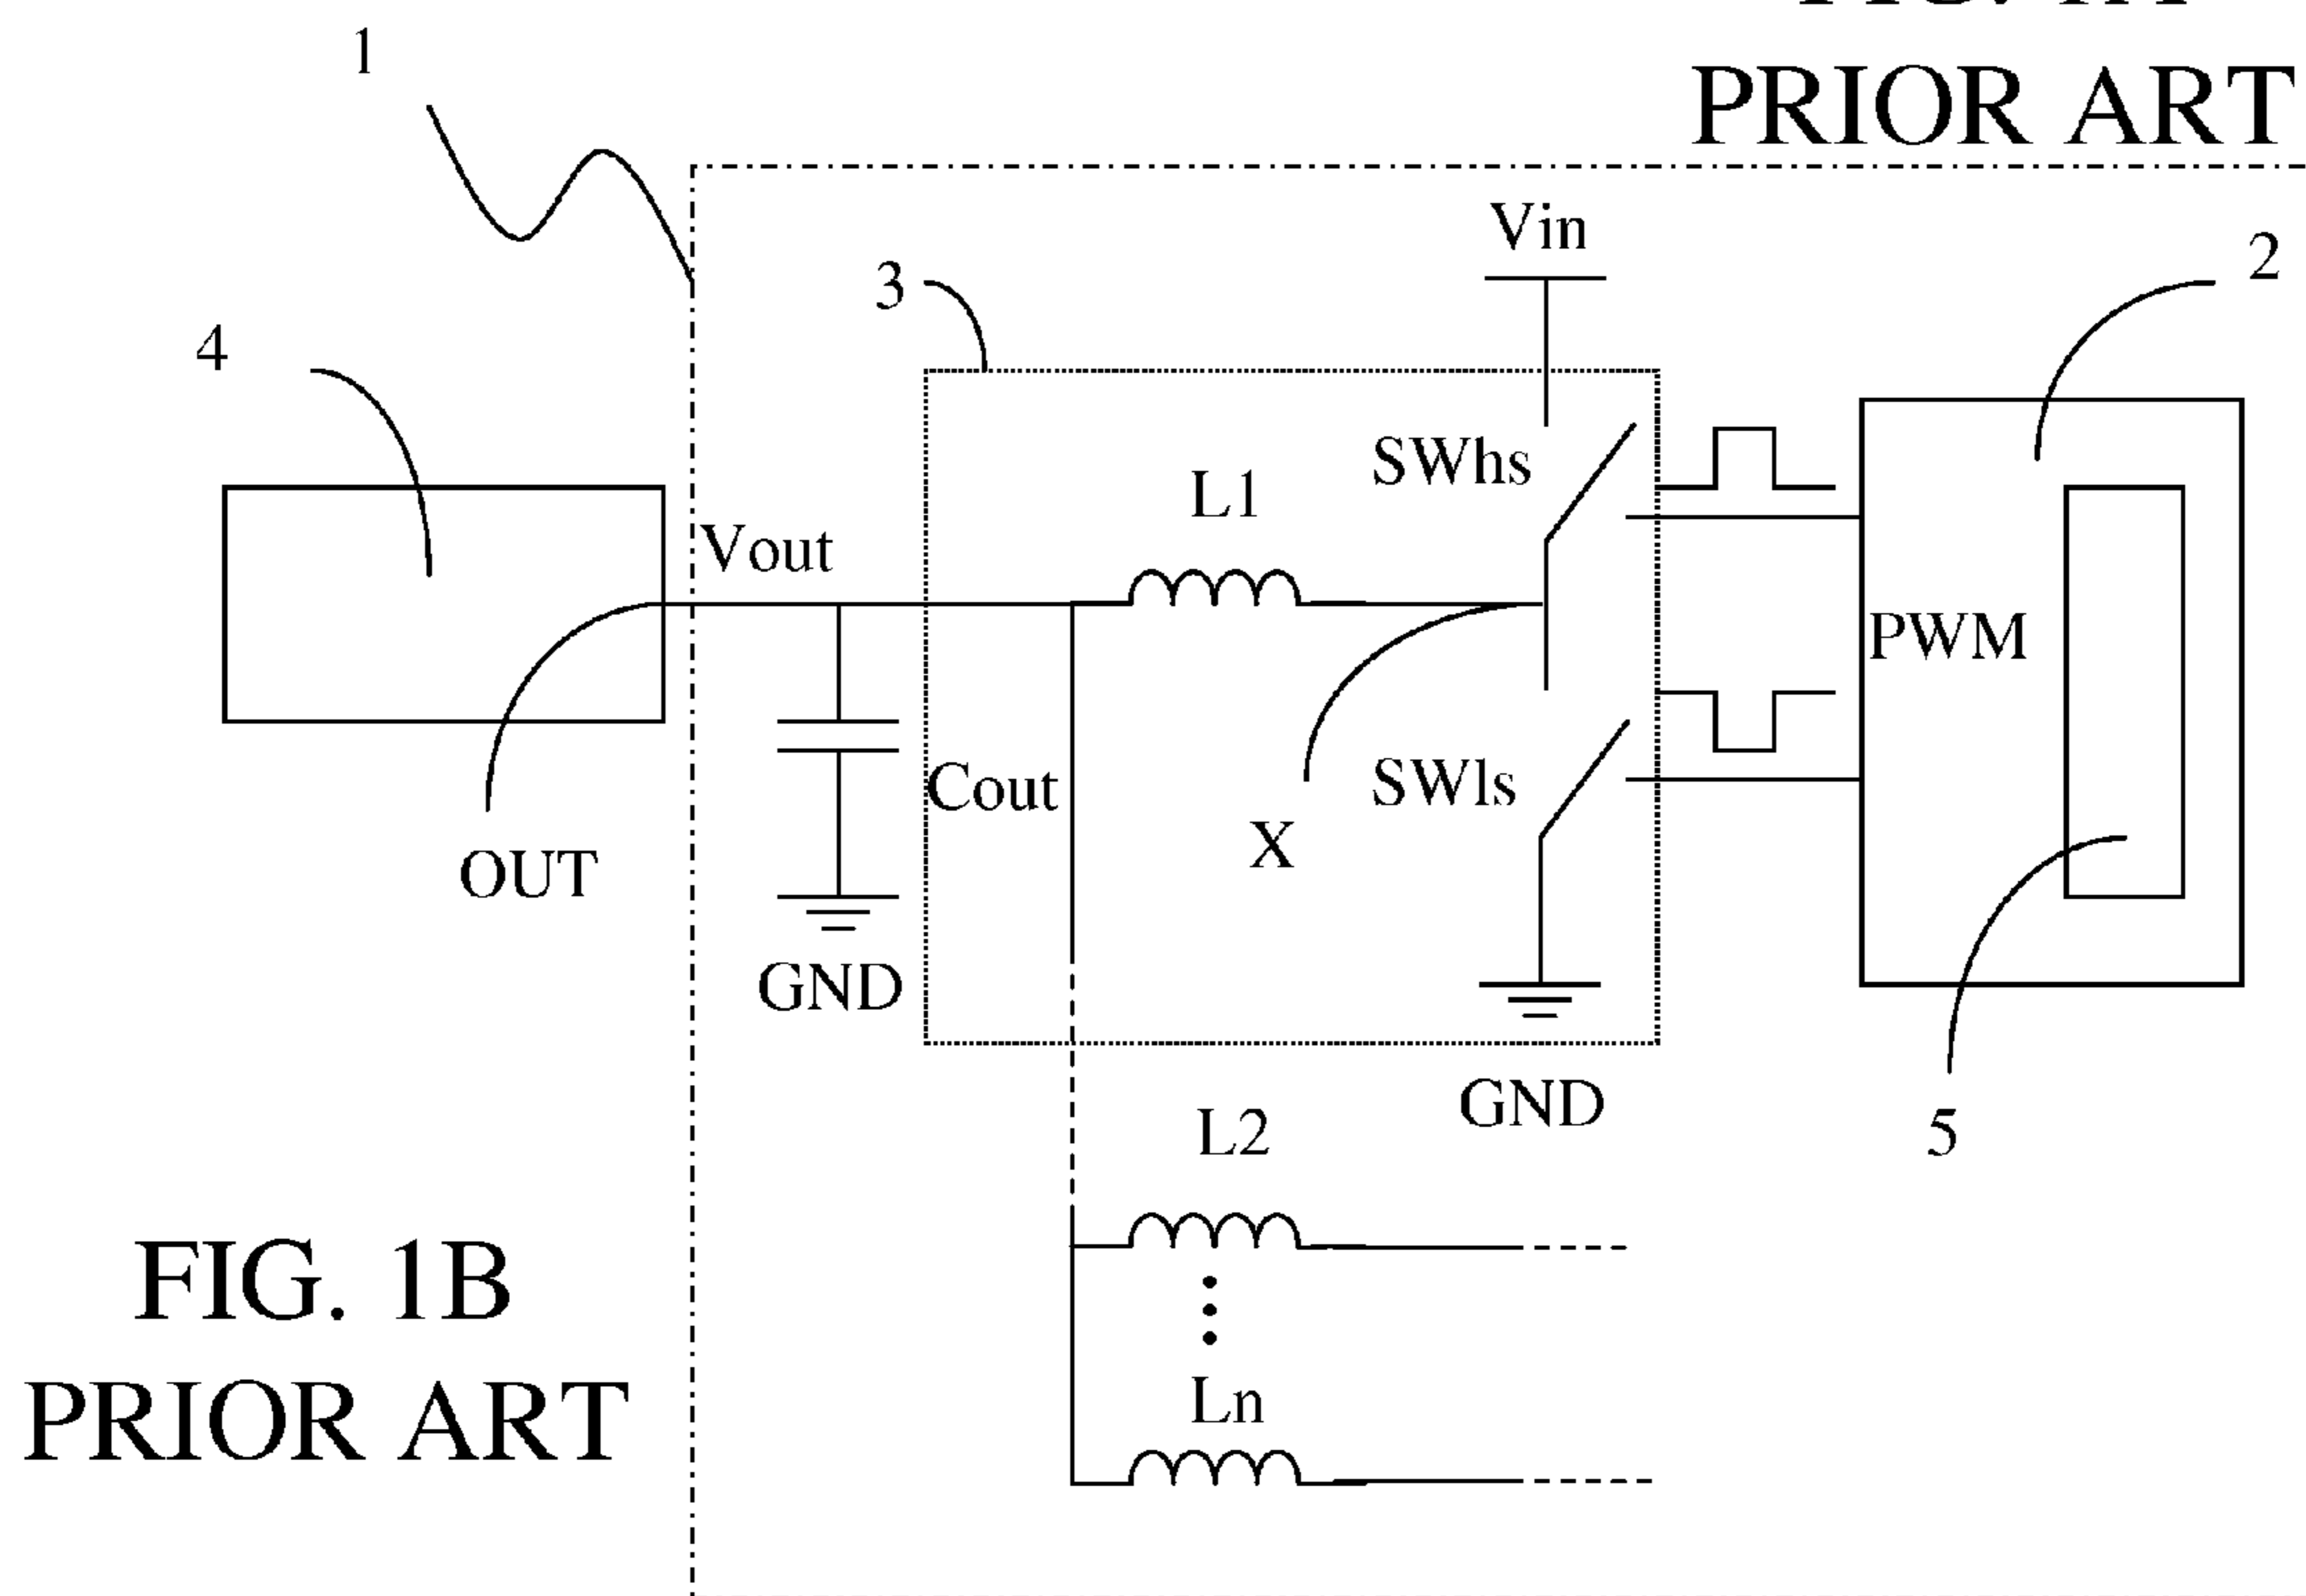 PRIOR ART
1
Vin
2
3
4
SWhs
L1
Vout
PWM
Cout
SWls
X
OUT
GND
GND
L2
5
FIG. 1B
PRIOR ART
Ln